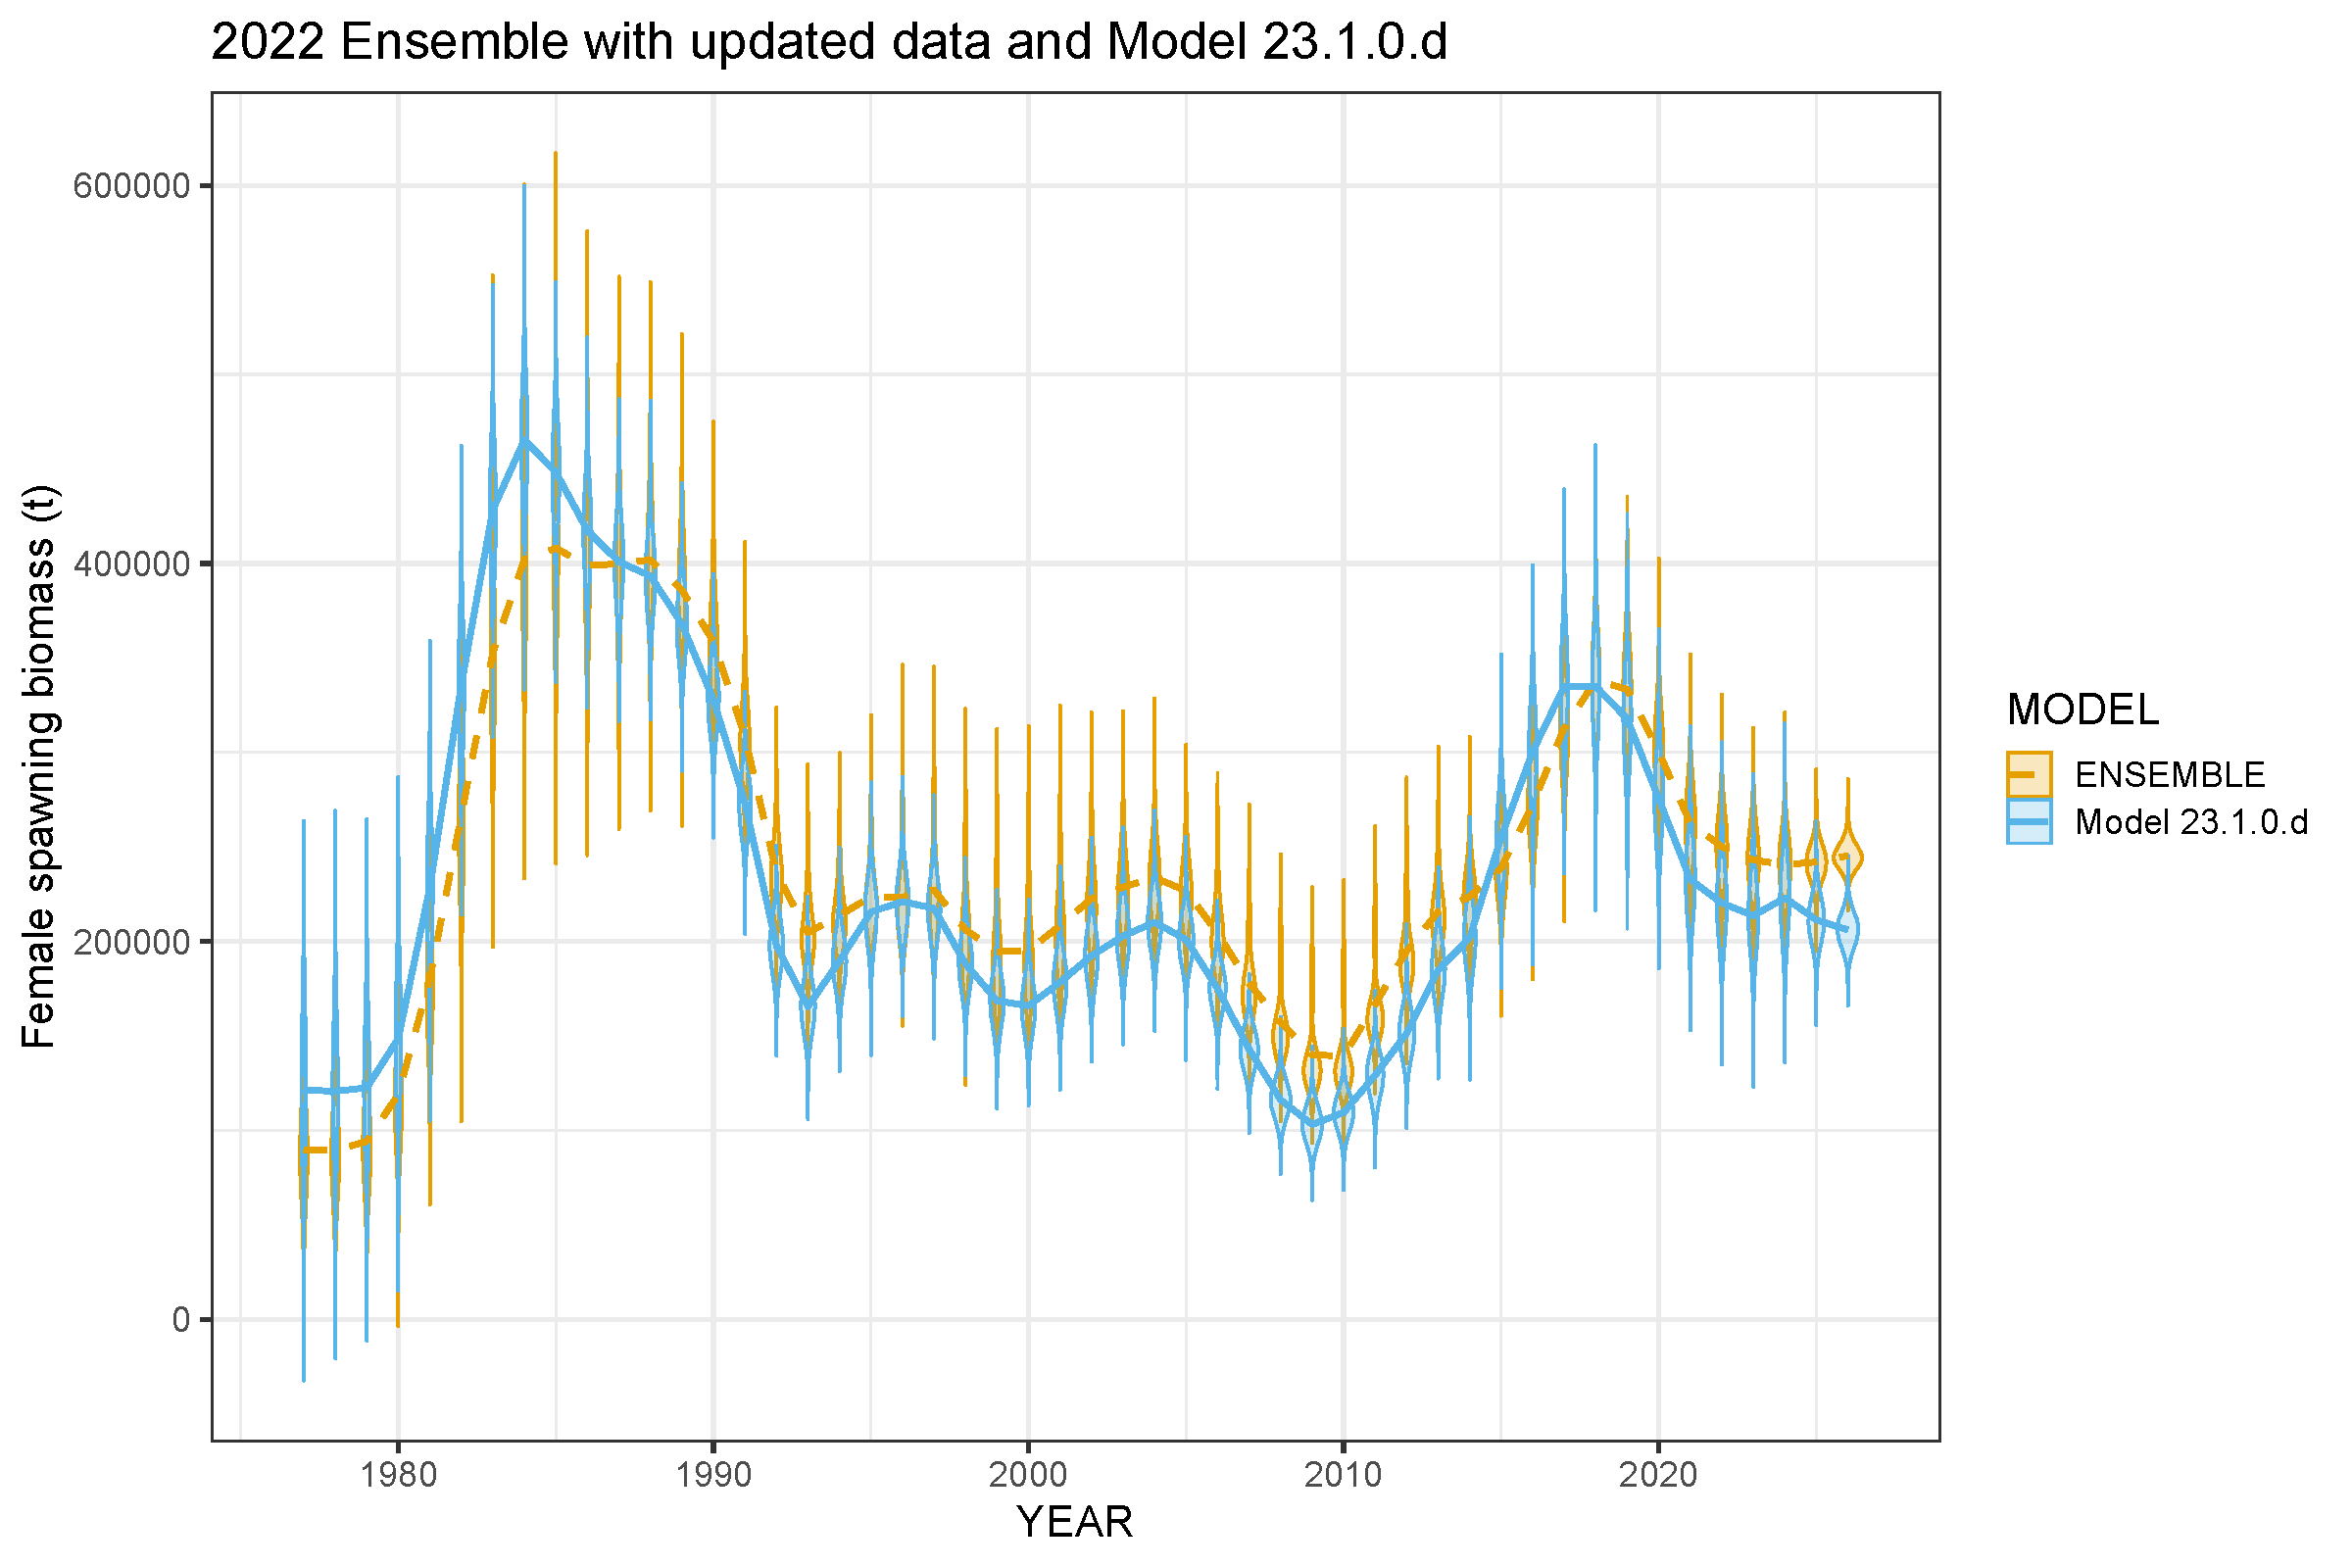 2022 Ensemble with updated data and Model 23.1.0.d
Female spawning biomass (t)
600000
400000
200000
0
1980 1990 2000 2010 2020
YEAR
MODEL
ENSEMBLE
Model 23.1.0.d